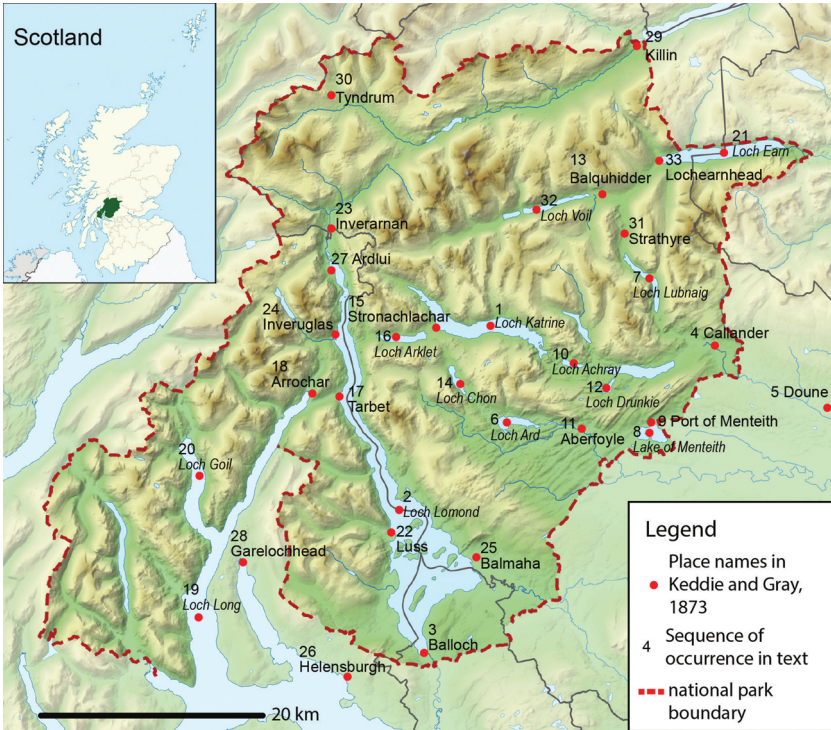 Scotland
29
Killin
30
Tyndrum
21
Loch Earn
13
Balquhidder
33
Lochearnhead
32
Loch Voil
23
Inverarnan
31
Strathyre
27 Ardlui
7
Loch Lubnaig
15
Stronachlachar
24
Inveruglas
1
Loch Katrine
16
Loch Arklet
4 Callander
10
Loch Achray
18
Arrochar
14
Loch Chon
12
Loch Drunkie
5 Doune
17
Tarbet
6
Loch Ard
11
Aberfoyle
9 Port of Menteith
8
Lake of Menteith
20
Loch Goil
2
Loch Lomond
22
Luss
28
Garelochhead
25
Balmaha
19
Loch Long
3
Balloch
26
Helensburgh
20 km
Legend
Place names in
Keddie and Gray,
1873
4 Sequence of
occurrence in text
national park
boundary